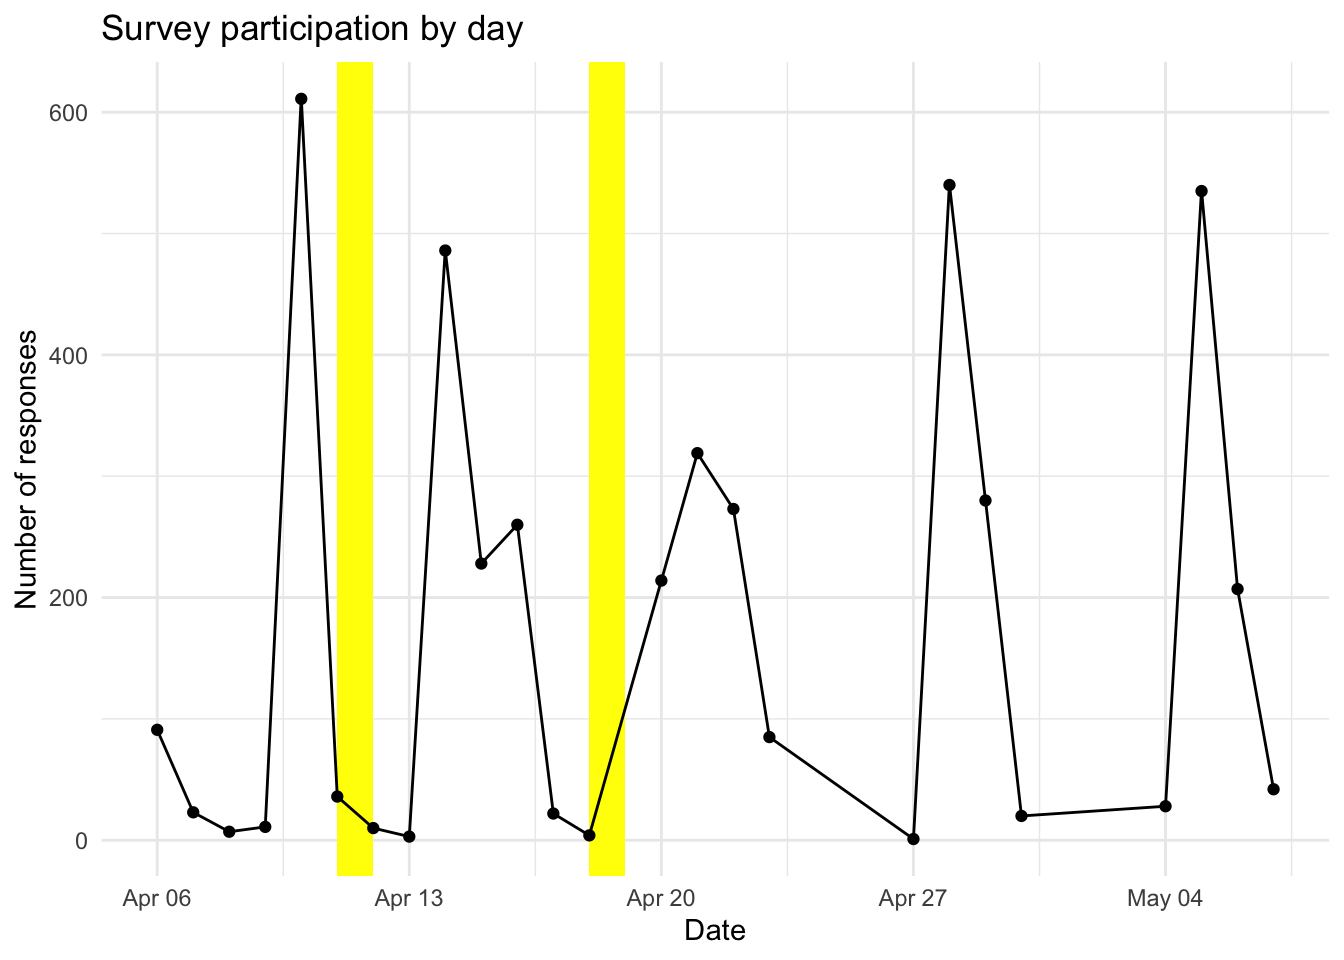 Survey participation by day
Number of responses
600
400
200
0
Apr 06 Apr 13 Apr 20 Apr 27 May 04
Date